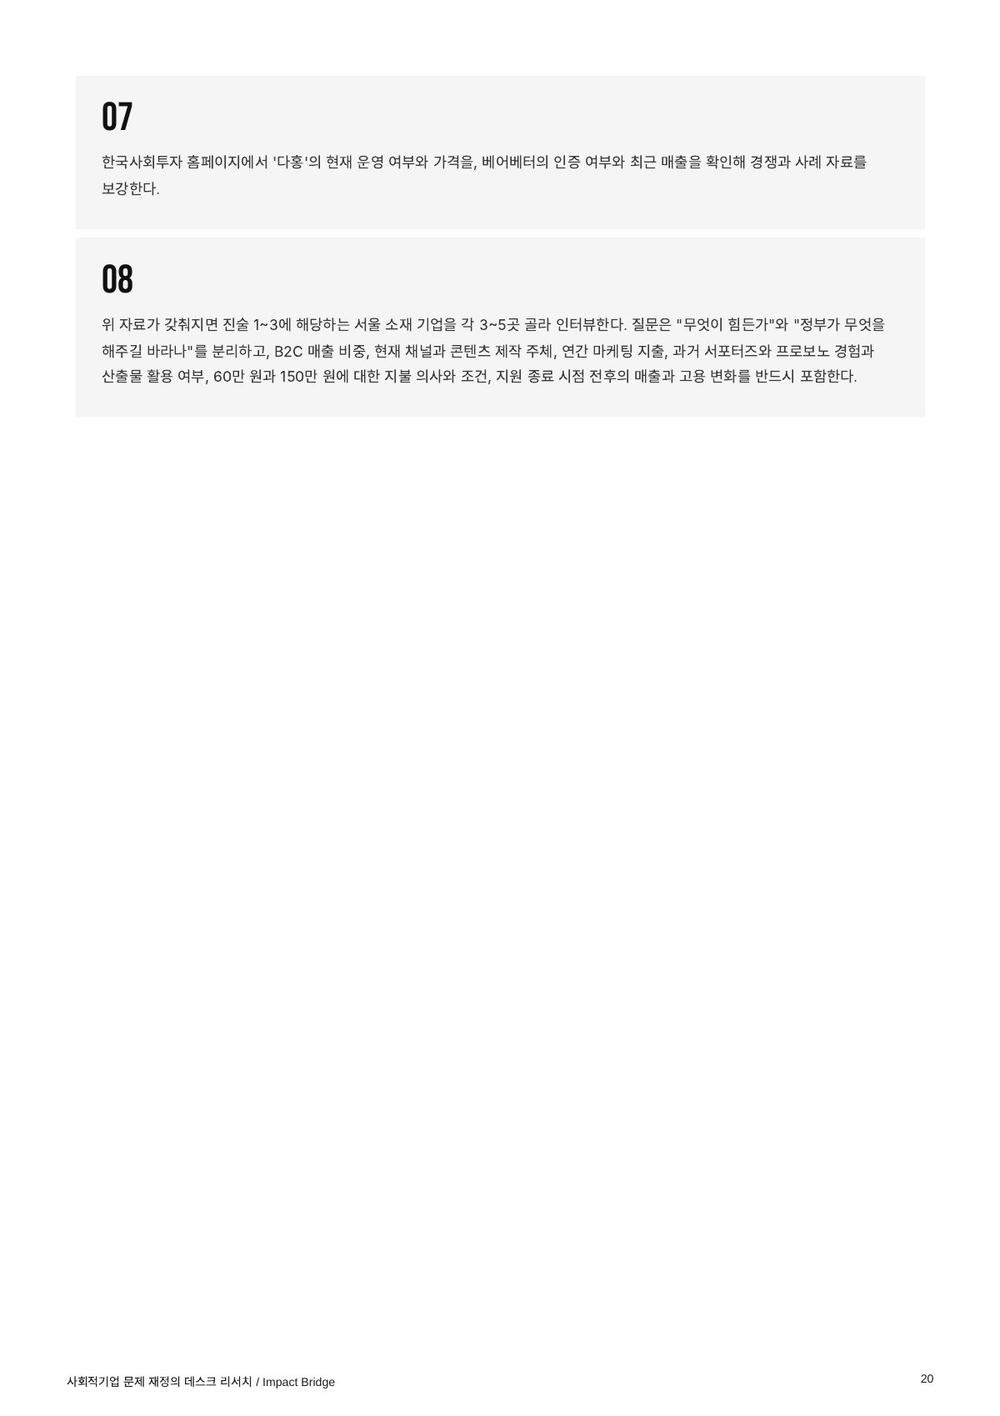 07
한국사회투자 홈페이지에서 '다홍'의 현재 운영 여부와 가격을, 베어베터의 인증 여부와 최근 매출을 확인해 경쟁과 사례 자료를
보강한다.
08
위 자료가 갖춰지면 진술 1~3에 해당하는 서울 소재 기업을 각 3~5곳 골라 인터뷰한다. 질문은 "무엇이 힘든가"와 "정부가 무엇을
해주길 바라나"를 분리하고, B2C 매출 비중, 현재 채널과 콘텐츠 제작 주체, 연간 마케팅 지출, 과거 서포터즈와 프로보노 경험과
산출물 활용 여부, 60만 원과 150만 원에 대한 지불 의사와 조건, 지원 종료 시점 전후의 매출과 고용 변화를 반드시 포함한다.
사회적기업 문제 재정의 데스크 리서치 / Impact Bridge
20